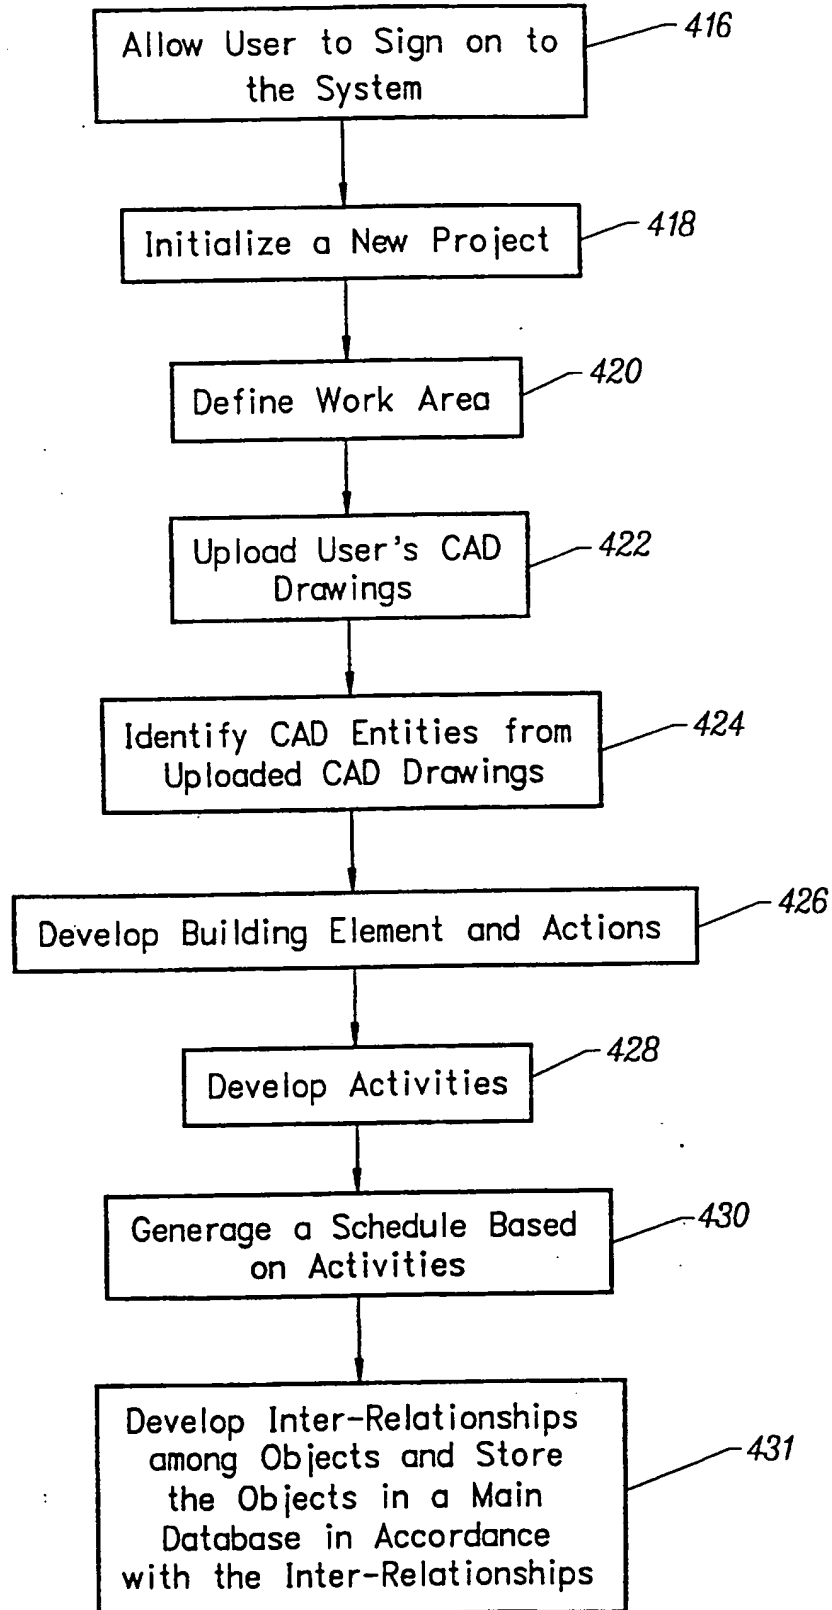 Allow User to Sign on to
the System
416
Initialize a New Project
418
Define Work Area
420
Upload User's CAD
Drawings
422
Identify CAD Entities from
Uploaded CAD Drawings
424
Develop Building Element and Actions
426
Develop Activities
428
Generage a Schedule Based
on Activities
430
Develop Inter-Relationships
among Objects and Store
the Objects in a Main
Database in Accordance
with the Inter-Relationships
431